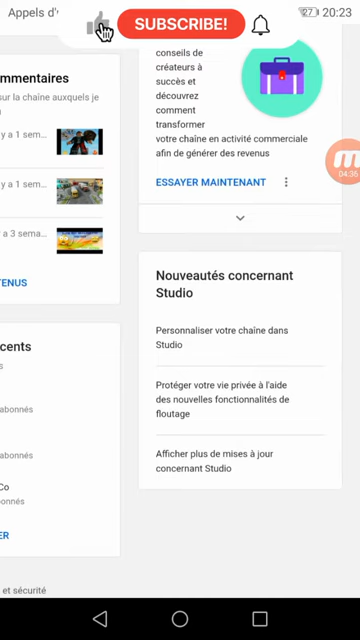 Appels d'
SUBSCRIBE!
27
20:23
ommentaires
sur la chaîne auxquels je
y a 1 sem...
y a 1 sem...
y a 3 sema...
TENUS
conseils de
créateurs à
succès et
découvrez
comment
transformer
votre chaîne en activité commerciale
afin de générer des revenus
ESSAYER MAINTENANT
04:36
Nouveautés concernant
Studio
Personnaliser votre chaîne dans
Studio
Protéger votre vie privée à l'aide
des nouvelles fonctionnalités de
floutage
Afficher plus de mises à jour
concernant Studio
cents
s
abonnés
abonnés
Co
onnés
ER
et sécurité